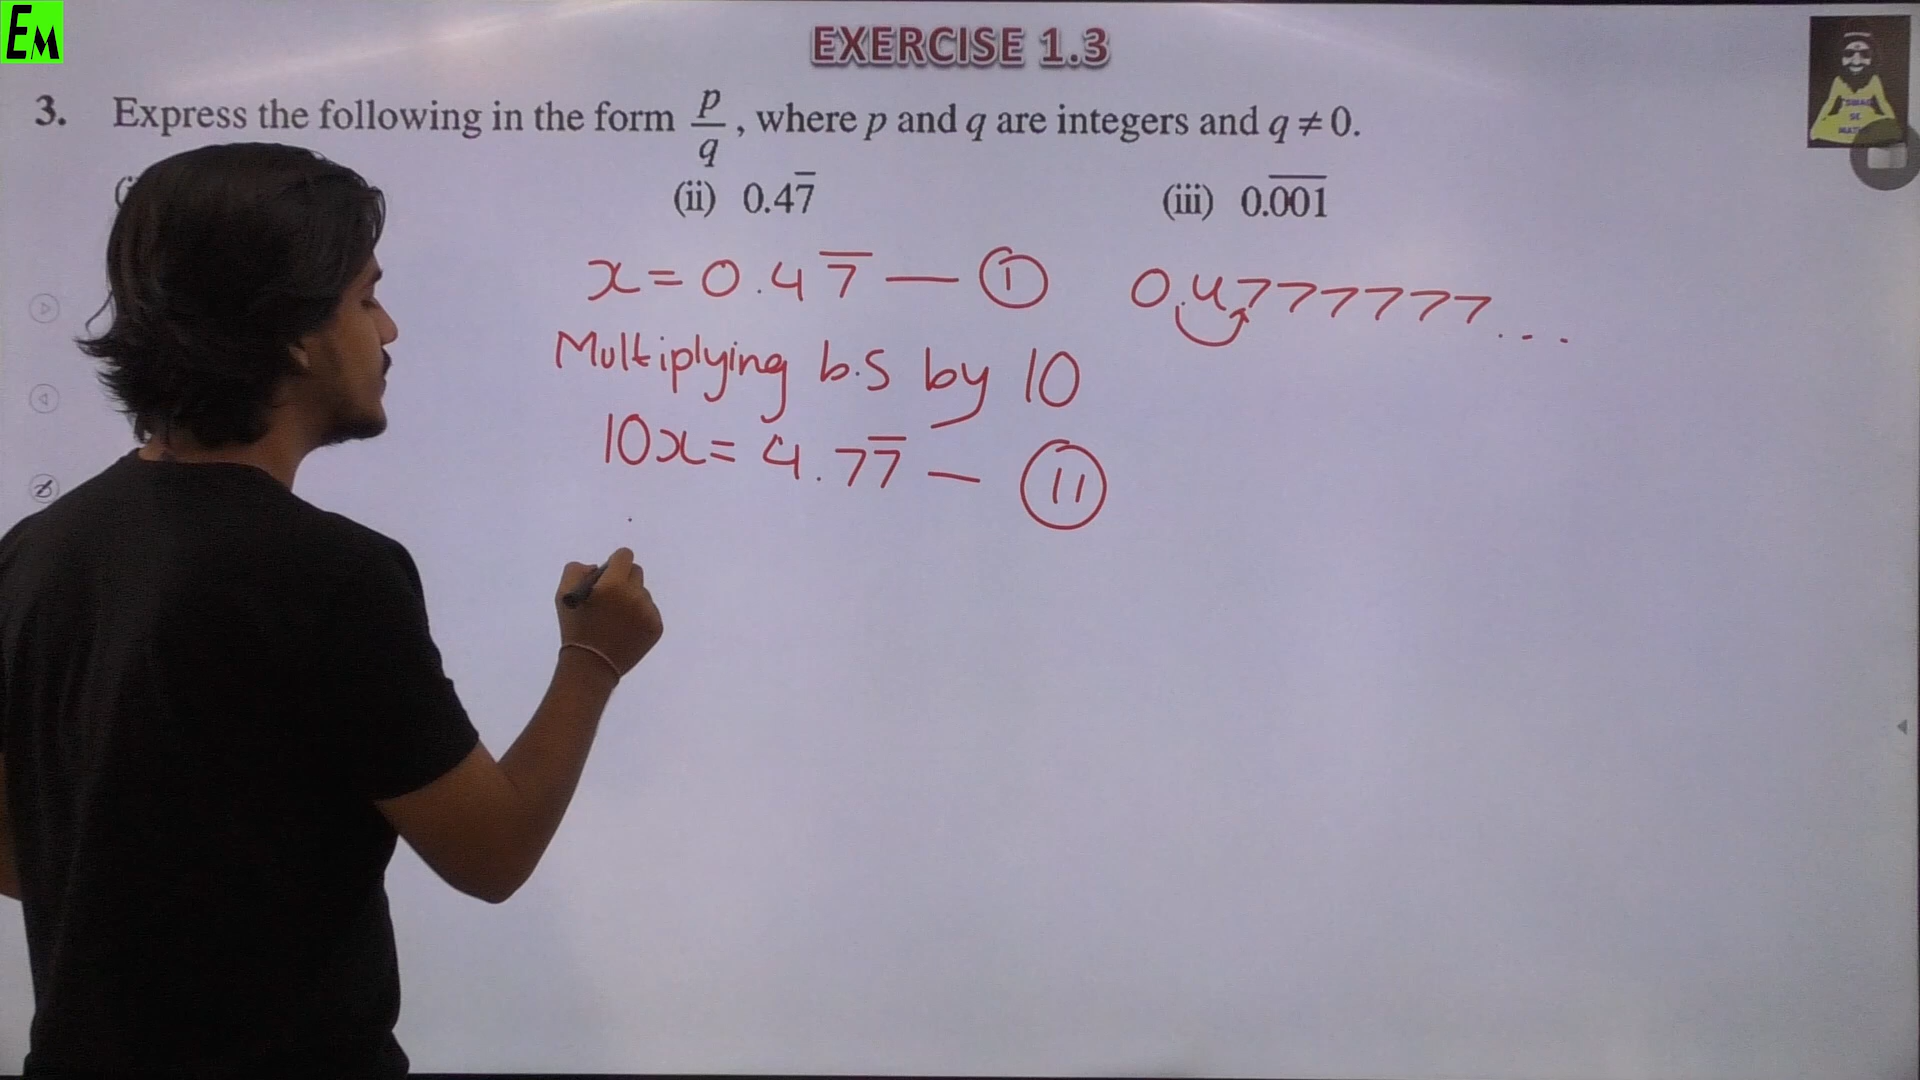 EM
EXERCISE 1.3
3. Express the following in the form p/q, where p and q are integers and q ≠ 0.
(ii) 0.47̅ (iii) 0.0̅0̅1̅
x = 0.47̅ — ① 0.4777777...
Multiplying b.s by 10
10x = 4.77̅ — ⑪